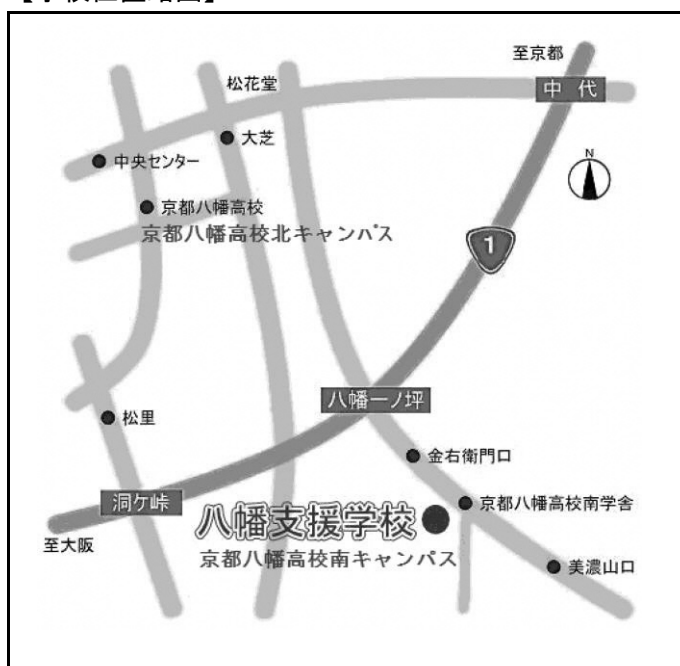 至京都
松花堂
中代
大芝
中央センター
N
京都八幡高校
京都八幡高校北キャンパス
1
八幡一ノ坪
松里
金右衛門口
洞ケ峠
京都八幡高校南学舎
八幡支援学校
至大阪
京都八幡高校南キャンパス
美濃山口